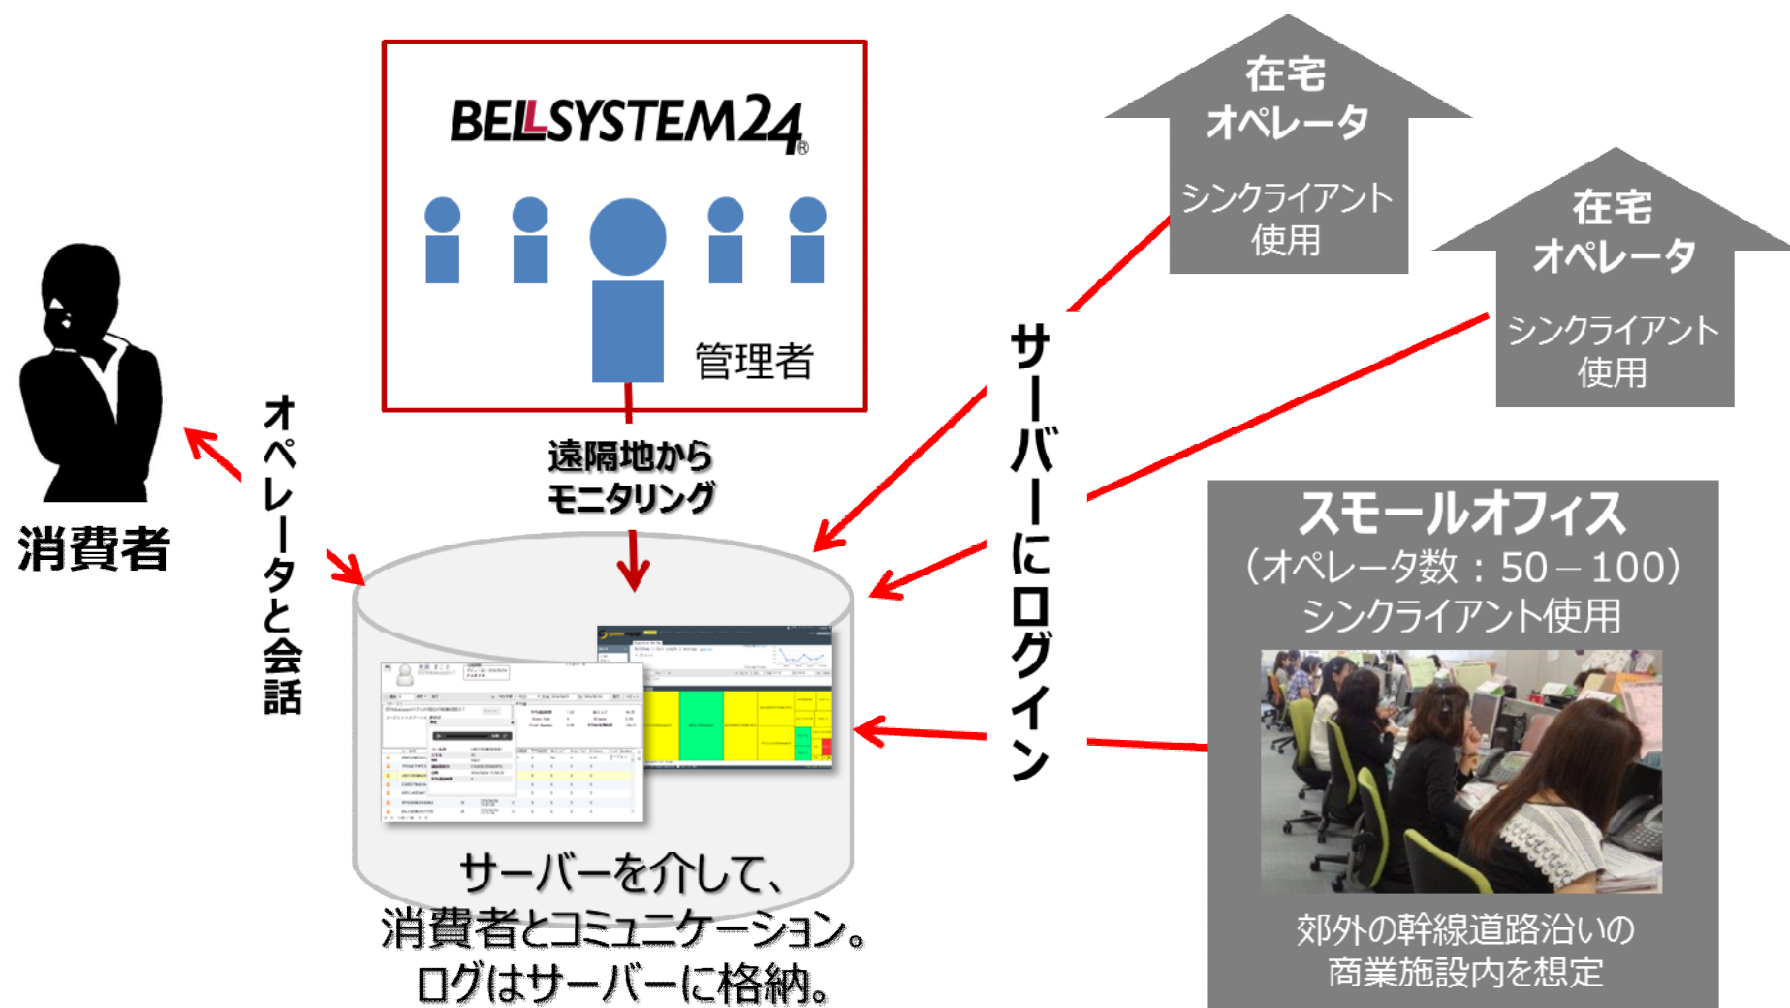 BELLSYSTEM24®
管理者
在宅
オペレータ
シンクライアント
使用
在宅
オペレータ
シンクライアント
使用
消費者
オペレータと会話
遠隔地から
モニタリング
サーバーにログイン
スモールオフィス
（オペレータ数：50－100）
シンクライアント使用
サーバーを介して、
消費者とコミュニケーション。
ログはサーバーに格納。
郊外の幹線道路沿いの
商業施設内を想定